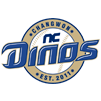 CHANGWON
NC
DINOS
EST. 2011